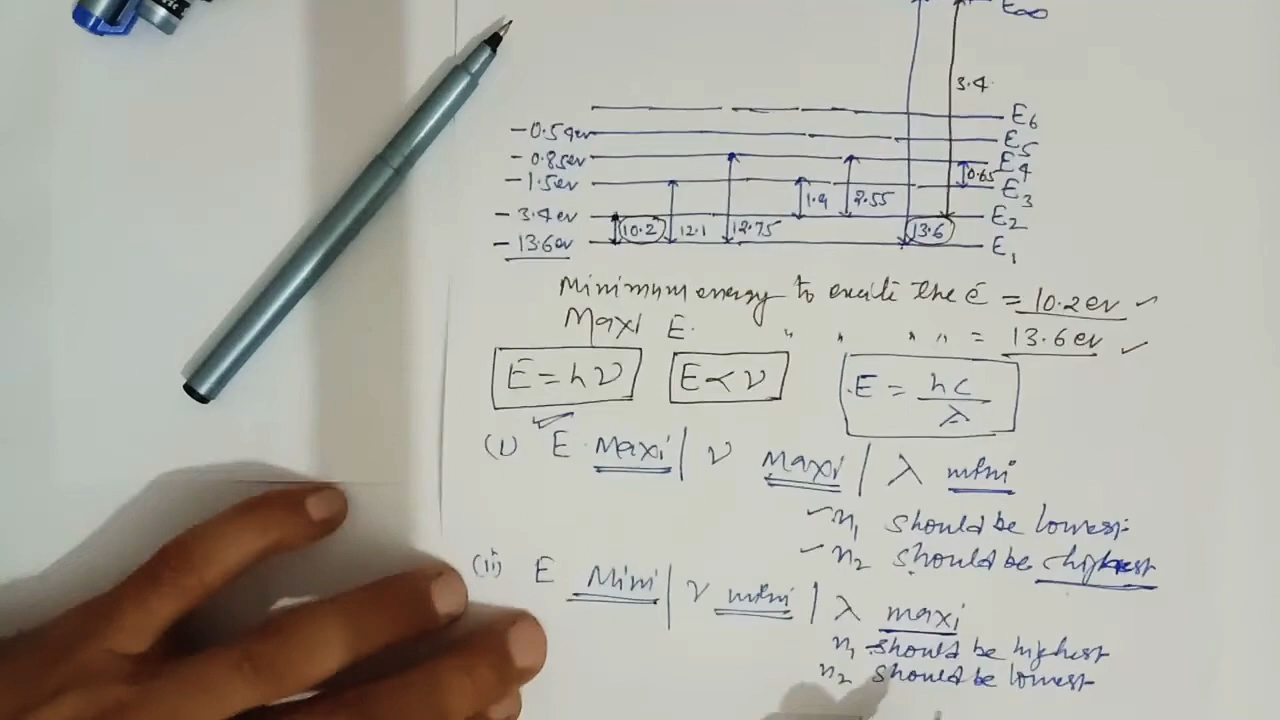 E∞
3.4
E6
-0.54ev E5
-0.85ev E4
-1.5ev 1.9 2.55 0.65 E3
-3.4ev E2
-13.6ev 10.2 12.1 12.75 13.6 E1
Minimum energy to excite the e̅ = 10.2ev ✓
Maxi E. " " " " = 13.6ev ✓
E = hν E ∝ ν E = hc/λ
(i) E Maxi | ν Maxi | λ mini
✓ n1 should be lowest
✓ n2 should be highest
(ii) E Mini | ν mini | λ maxi
n1 should be highest
n2 should be lowest